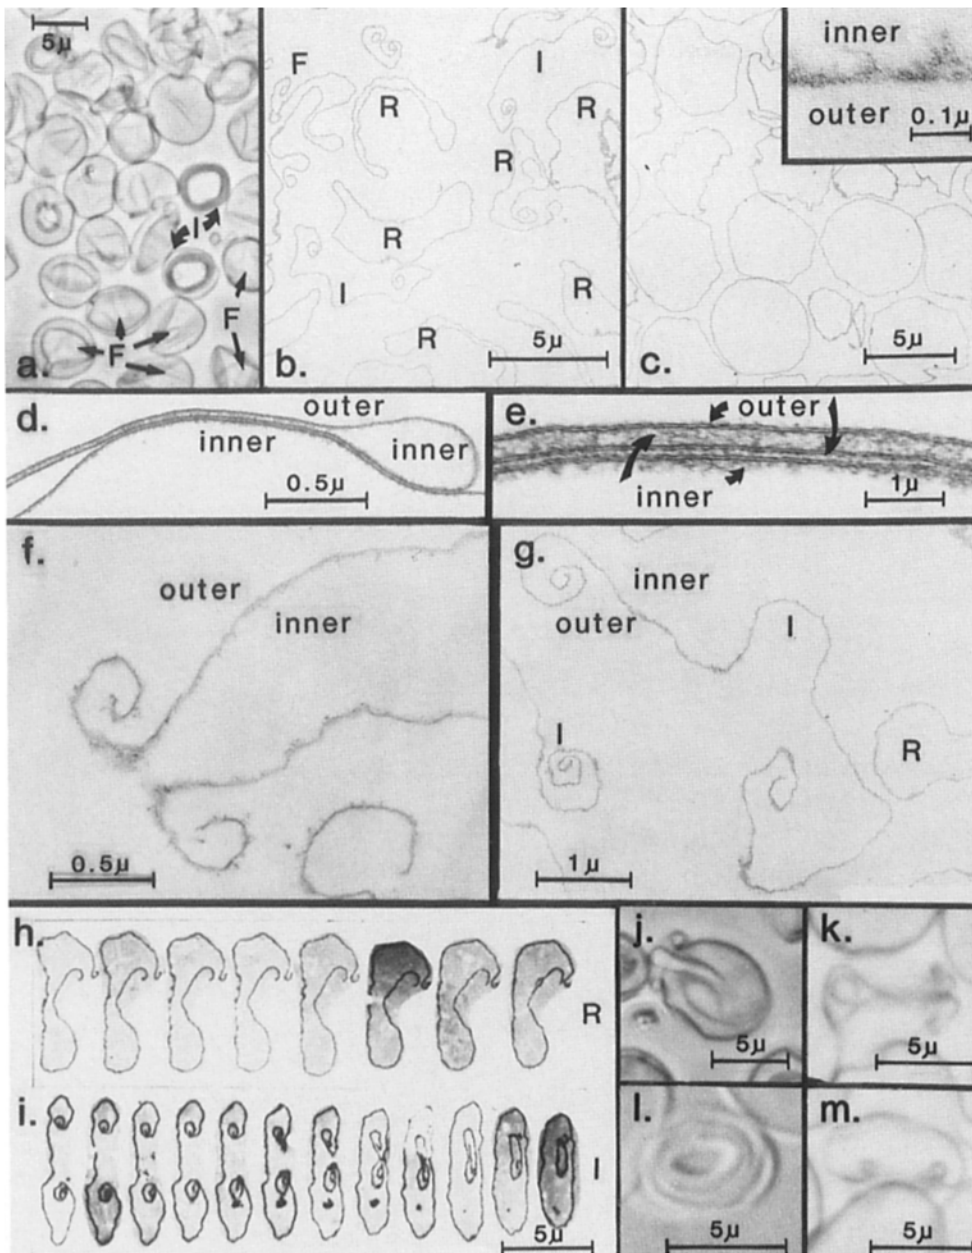 5μ
I
F
F
a.
F
I
R
R
R
I
R
R
b.
5μ
inner
outer
0.1μ
c.
5μ
d.
outer
inner
inner
0.5μ
e.
outer
inner
1μ
f.
outer
inner
0.5μ
g.
inner
outer
I
I
R
1μ
h.
R
i.
I
5μ
j.
5μ
k.
5μ
l.
5μ
m.
5μ